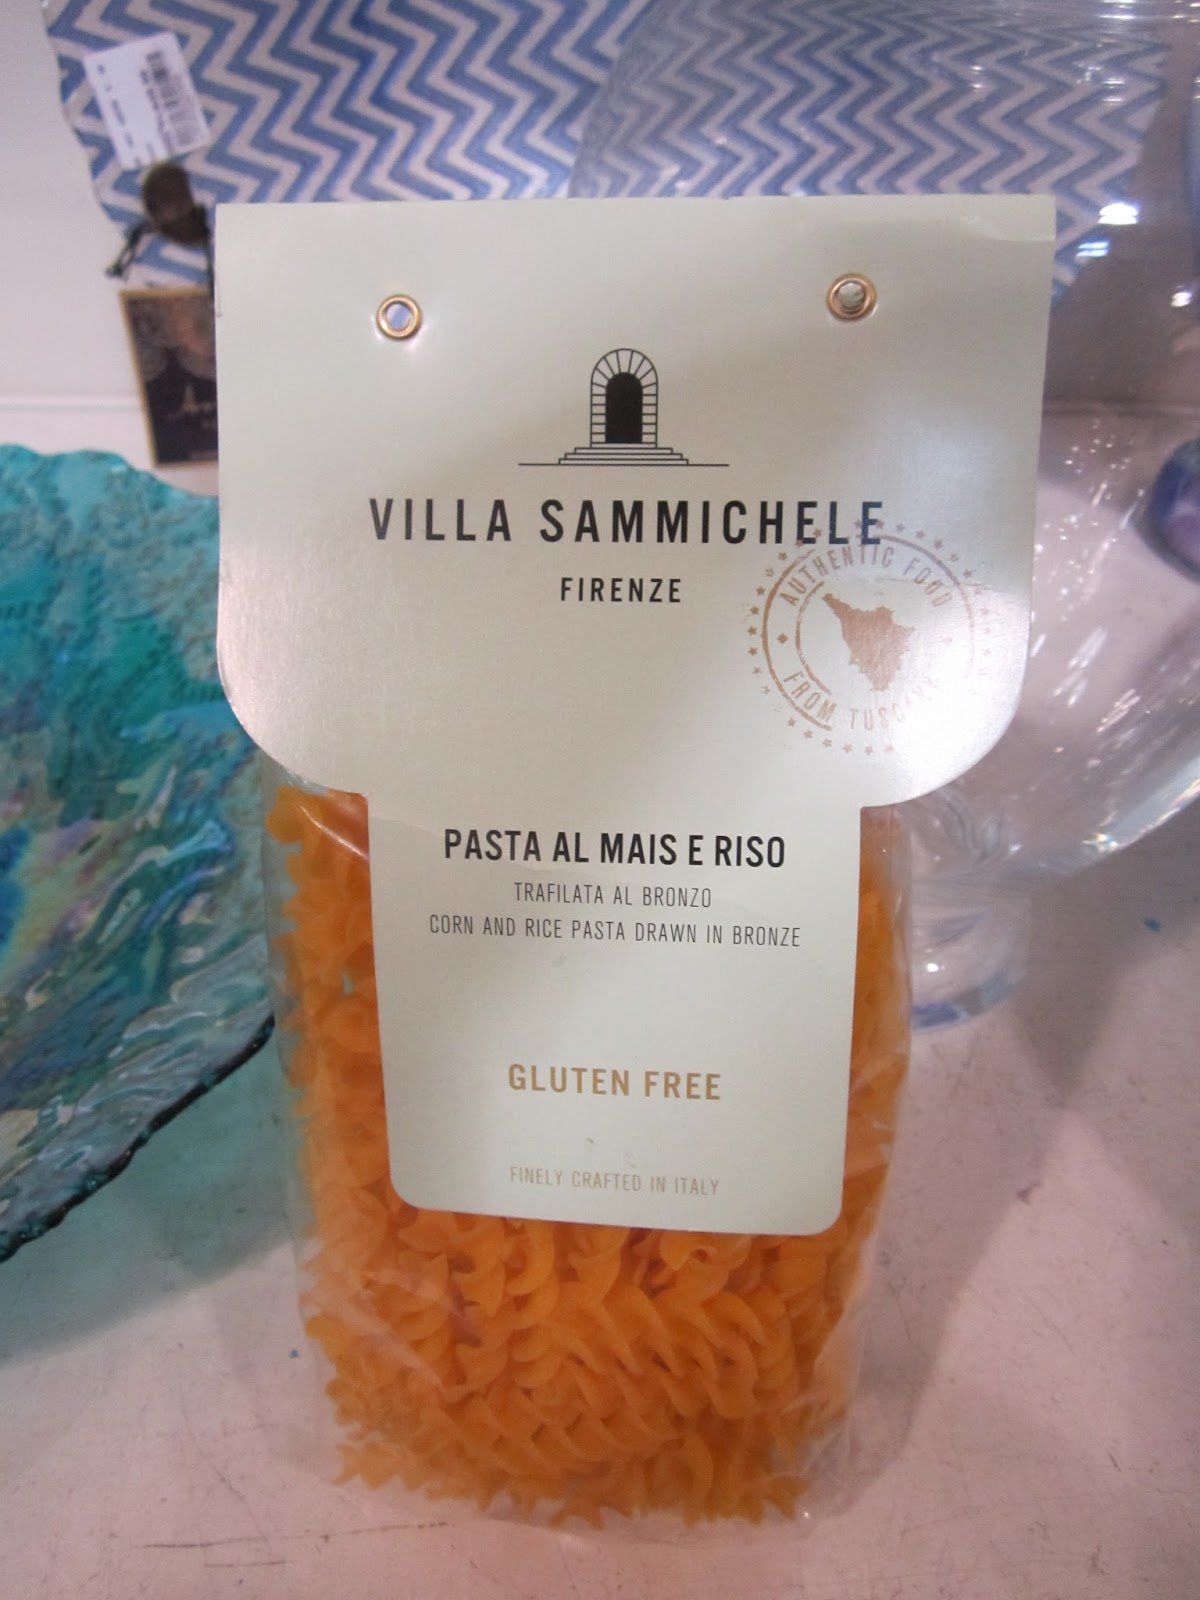 VILLA SAMMICHELE
FIRENZE
AUTHENTIC FOOD
FROM TUSCANY
PASTA AL MAIS E RISO
TRAFILATA AL BRONZO
CORN AND RICE PASTA DRAWN IN BRONZE
GLUTEN FREE
FINELY CRAFTED IN ITALY